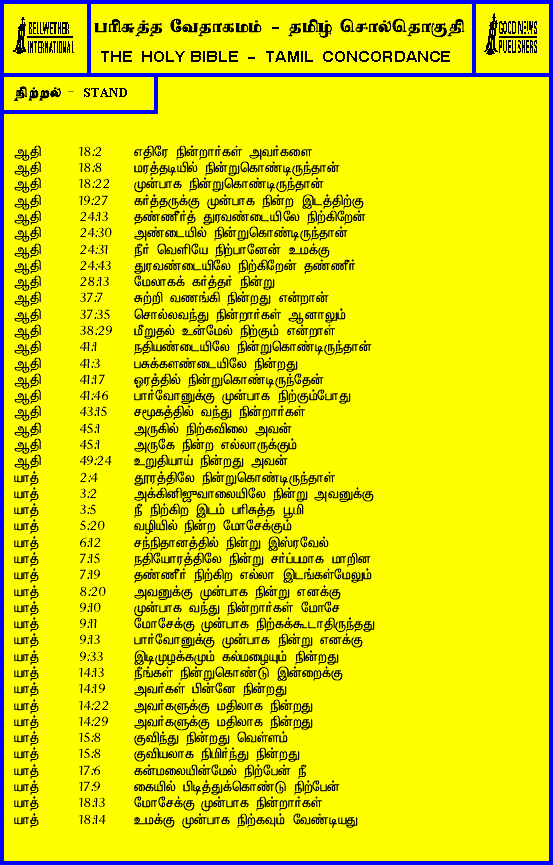 BELLWETHER
INTERNATIONAL
பரிசுத்த வேதாகமம் - தமிழ் சொல்தொகுதி
THE HOLY BIBLE - TAMIL CONCORDANCE
GOOD NEWS
PUBLISHERS
நிற்றல் - STAND
ஆதி 18:2 எதிரே நின்றார்கள் அவர்களை
ஆதி 18:8 மரத்தடியில் நின்றுகொண்டிருந்தான்
ஆதி 18:22 முன்பாக நின்றுகொண்டிருந்தான்
ஆதி 19:27 கர்த்தருக்கு முன்பாக நின்ற இடத்திற்கு
ஆதி 24:13 தண்ணீர்த் துரவண்டையிலே நிற்கிறேன்
ஆதி 24:30 அண்டையில் நின்றுகொண்டிருந்தான்
ஆதி 24:31 நீர் வெளியே நிற்பானேன் உமக்கு
ஆதி 24:43 துரவண்டையிலே நிற்கிறேன் தண்ணீர்
ஆதி 28:13 மேலாகக் கர்த்தர் நின்று
ஆதி 37:7 சுற்றி வணங்கி நின்றது என்றான்
ஆதி 37:35 சொல்லவந்து நின்றார்கள் ஆனாலும்
ஆதி 38:29 மீறுதல் உன்மேல் நிற்கும் என்றாள்
ஆதி 41:1 நதியண்டையிலே நின்றுகொண்டிருந்தான்
ஆதி 41:3 பசுக்களண்டையிலே நின்றது
ஆதி 41:17 ஓரத்தில் நின்றுகொண்டிருந்தேன்
ஆதி 41:46 பார்வோனுக்கு முன்பாக நிற்கும்போது
ஆதி 43:15 சமூகத்தில் வந்து நின்றார்கள்
ஆதி 45:1 அருகில் நிற்கவிலை அவன்
ஆதி 45:1 அருகே நின்ற எல்லாருக்கும்
ஆதி 49:24 உறுதியாய் நின்றது அவன்
யாத் 2:4 தூரத்திலே நின்றுகொண்டிருந்தாள்
யாத் 3:2 அக்கினிஜுவாலையிலே நின்று அவனுக்கு
யாத் 3:5 நீ நிற்கிற இடம் பரிசுத்த பூமி
யாத் 5:20 வழியில் நின்ற மோசேக்கும்
யாத் 6:12 சந்நிதானத்தில் நின்று இஸ்ரவேல்
யாத் 7:15 நதியோரத்திலே நின்று சர்ப்பமாக மாறின
யாத் 7:19 தண்ணீர் நிற்கிற எல்லா இடங்கள்மேலும்
யாத் 8:20 அவனுக்கு முன்பாக நின்று எனக்கு
யாத் 9:10 முன்பாக வந்து நின்றார்கள் மோசே
யாத் 9:11 மோசேக்கு முன்பாக நிற்கக்கூடாதிருந்தது
யாத் 9:13 பார்வோனுக்கு முன்பாக நின்று எனக்கு
யாத் 9:33 இடிமுழக்கமும் கல்மழையும் நின்றது
யாத் 14:13 நீங்கள் நின்றுகொண்டு இன்றைக்கு
யாத் 14:19 அவர்கள் பின்னே நின்றது
யாத் 14:22 அவர்களுக்கு மதிலாக நின்றது
யாத் 14:29 அவர்களுக்கு மதிலாக நின்றது
யாத் 15:8 குவிந்து நின்றது வெள்ளம்
யாத் 15:8 குவியலாக நிமிர்ந்து நின்றது
யாத் 17:6 கன்மலையின்மேல் நிற்பேன் நீ
யாத் 17:9 கையில் பிடித்துக்கொண்டு நிற்பேன்
யாத் 18:13 மோசேக்கு முன்பாக நின்றார்கள்
யாத் 18:14 உமக்கு முன்பாக நிற்கவும் வேண்டியது